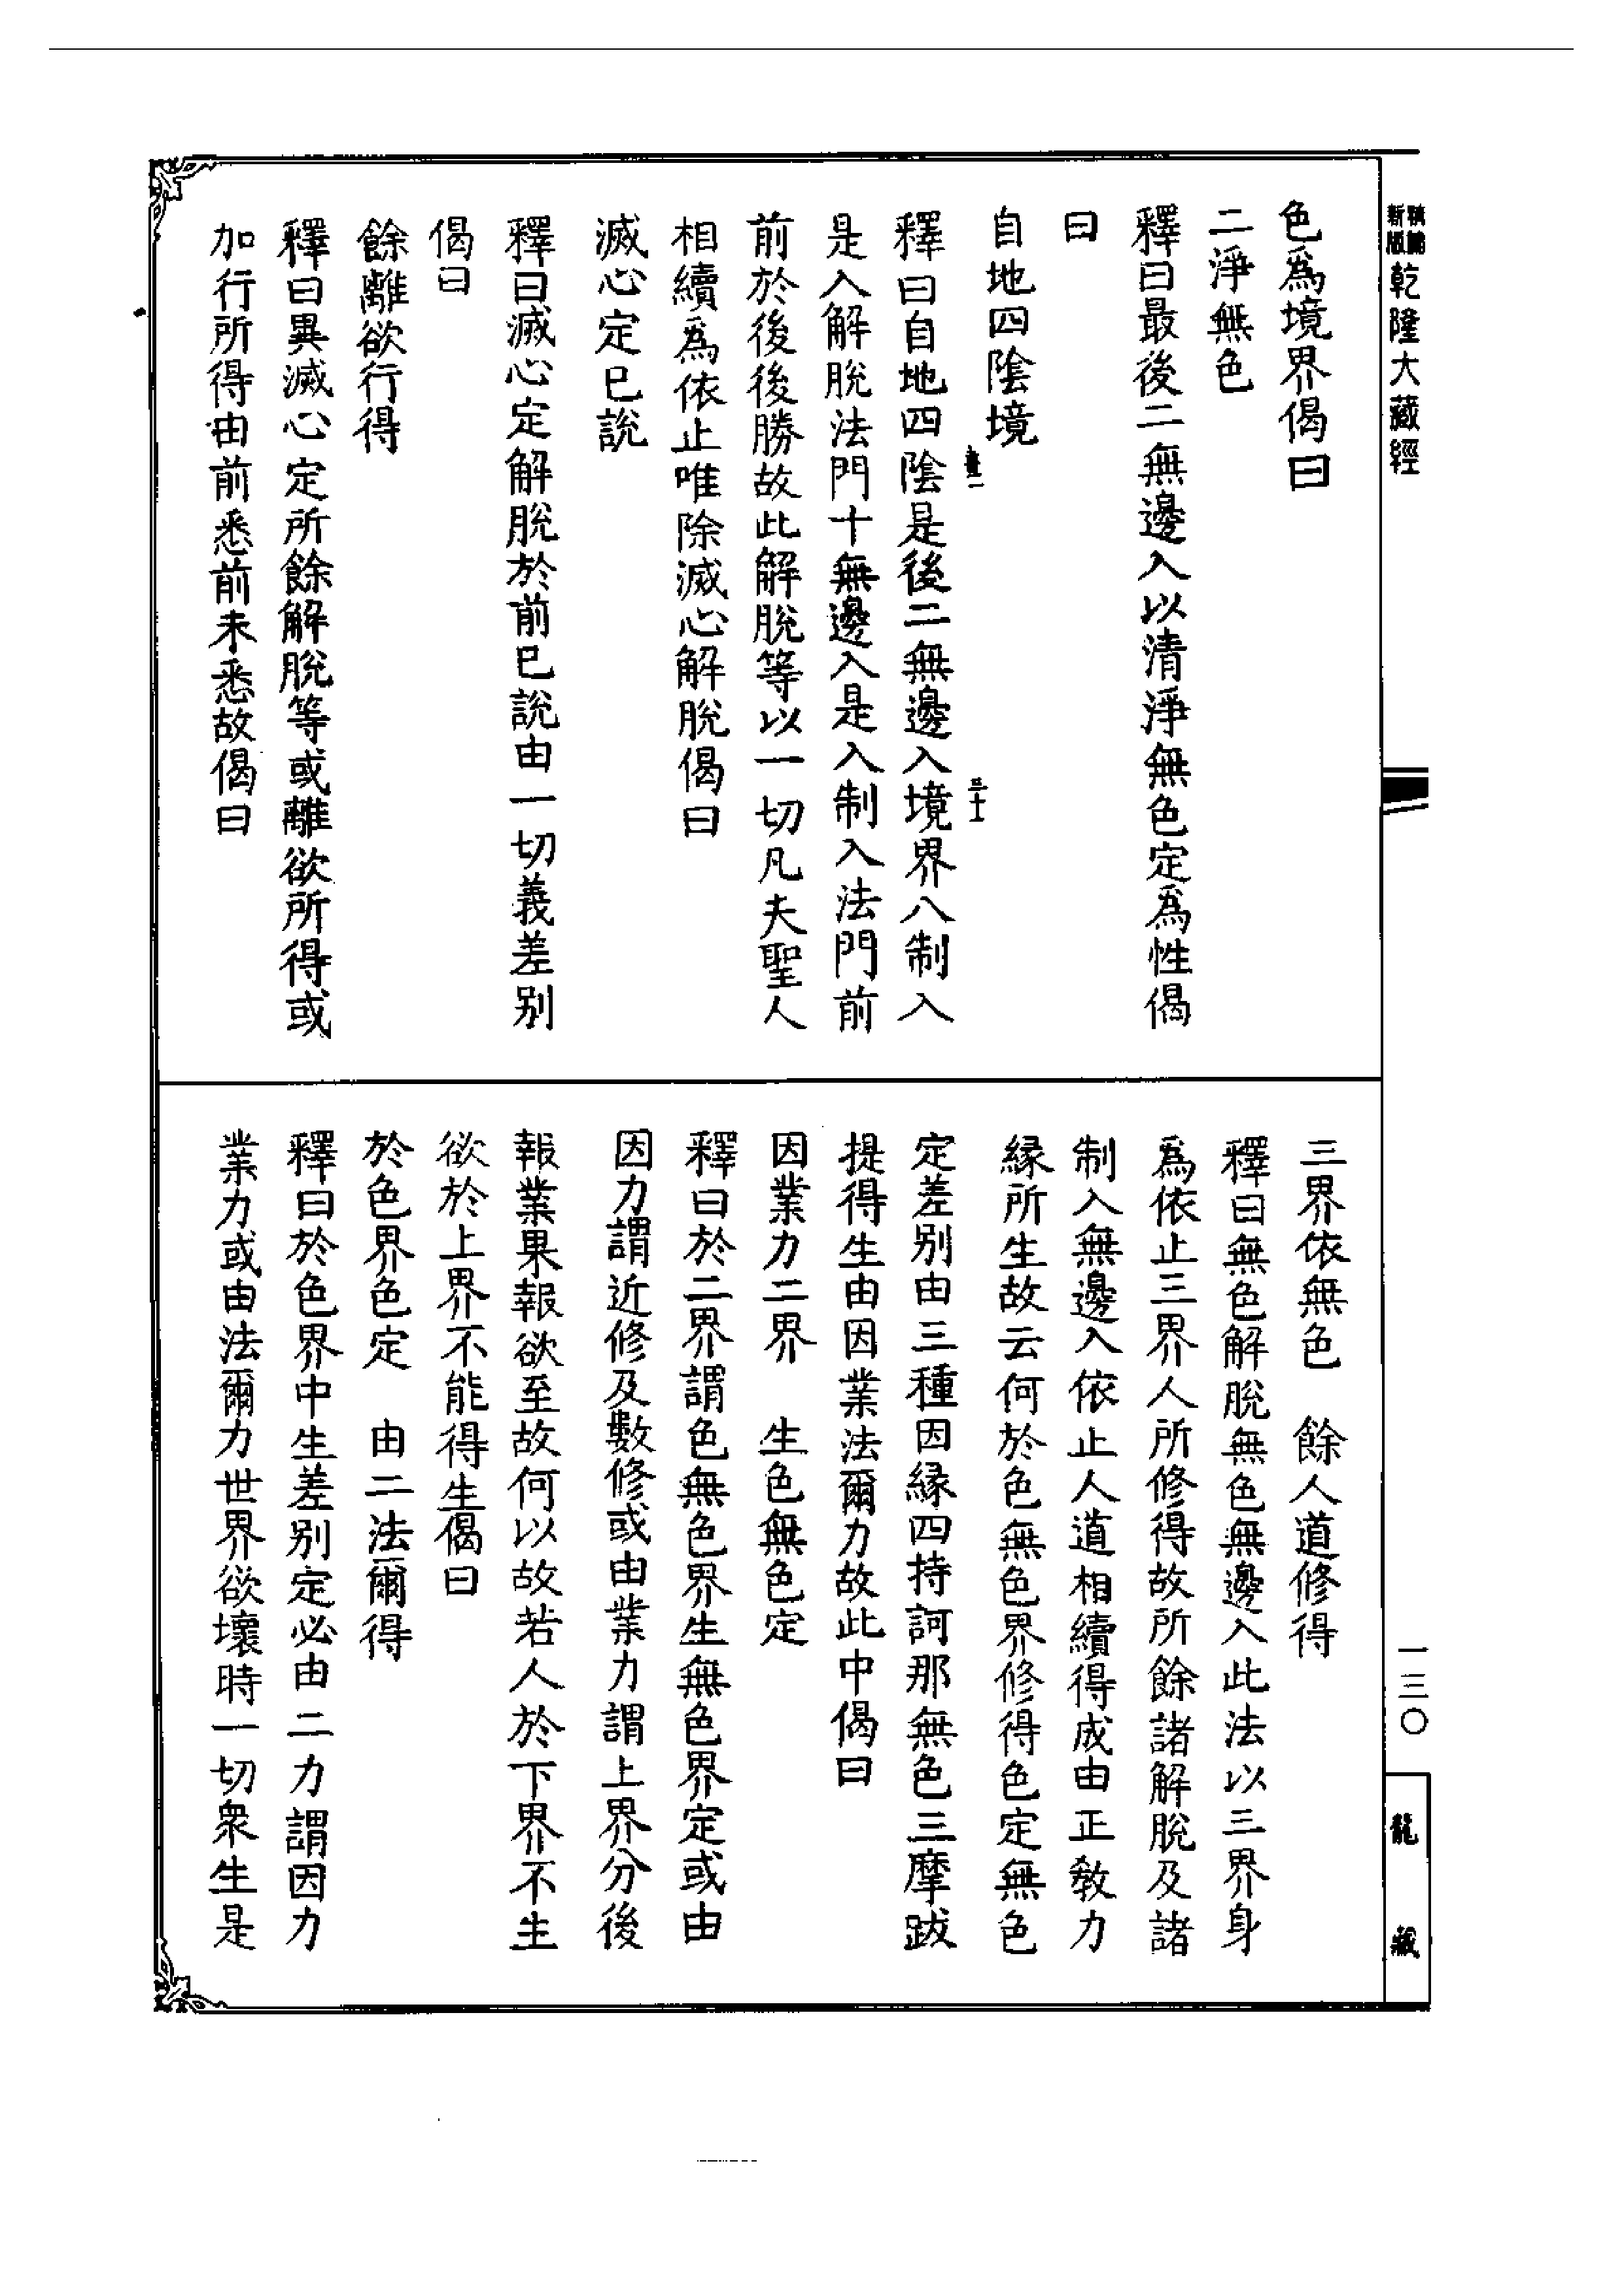 新版
乾隆大藏經
色爲境界偈曰
二淨無色
釋曰最後二無邊入以清淨無色定爲性偈
曰
自地四陰境
釋曰自地四陰是後二無邊入境界八制入
是入解脫法門十無邊入是入制入法門前
前於後後勝故此解脫等以一切凡夫聖人
相續爲依止唯除滅心解脫偈曰
滅心定已說
釋曰滅心定解脫於前已說由一切義差别
偈曰
餘離欲行得
釋曰異滅心定所餘解脫等或離欲所得或
加行所得由前悉前未悉故偈曰
三界依無色　餘人道修得
釋曰無色解脫無色無邊入此法以三界身
爲依止三界人所修得故所餘諸解脫及諸
制入無邊入依止人道相續得成由正教力
緣所生故云何於色無色界修得色定無色
定差别由三種因緣四持訶那無色三摩跋
提得生由因業法爾力故此中偈曰
因業力二界　生色無色定
釋曰於二界謂色無色界生無色界定或由
因力謂近修及數修或由業力謂上界分後
報業果報欲至故何以故若人於下界不生
欲於上界不能得生偈曰
於色界色定　由二法爾得
釋曰於色界中生差别定必由二力謂因力
業力或由法爾力世界欲壞時一切衆生是
一三〇
龍藏